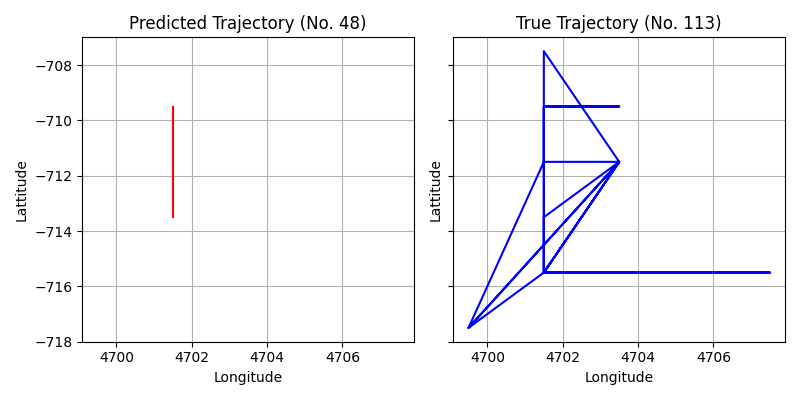 Predicted Trajectory (No. 48)
True Trajectory (No. 113)
−708
−710
−712
−714
−716
−718
Lattitude
Lattitude
4700
4702
4704
4706
4700
4702
4704
4706
Longitude
Longitude